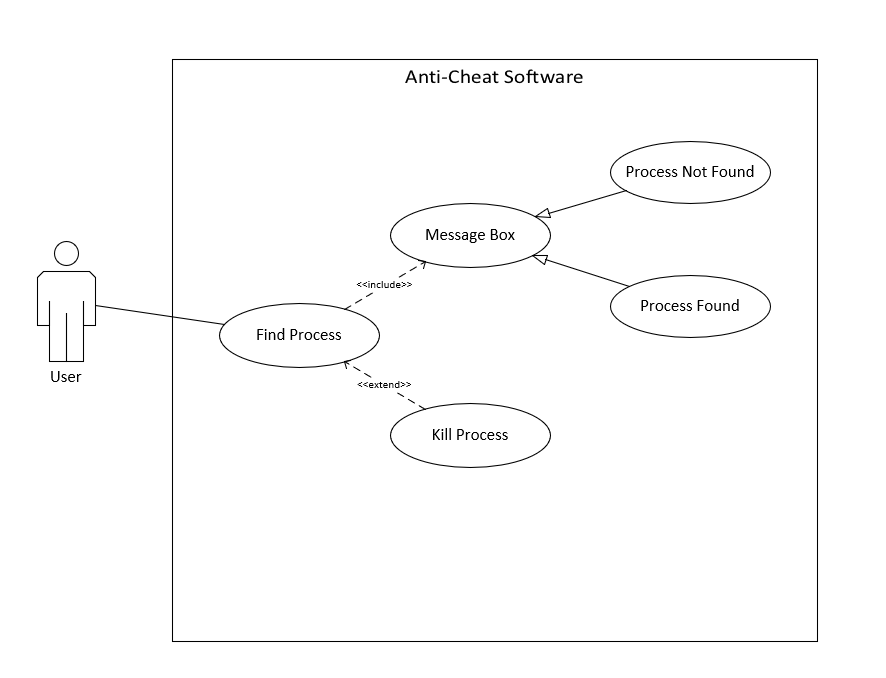 Anti-Cheat Software
Process Not Found
Message Box
<<include>>
Process Found
Find Process
User
<<extend>>
Kill Process